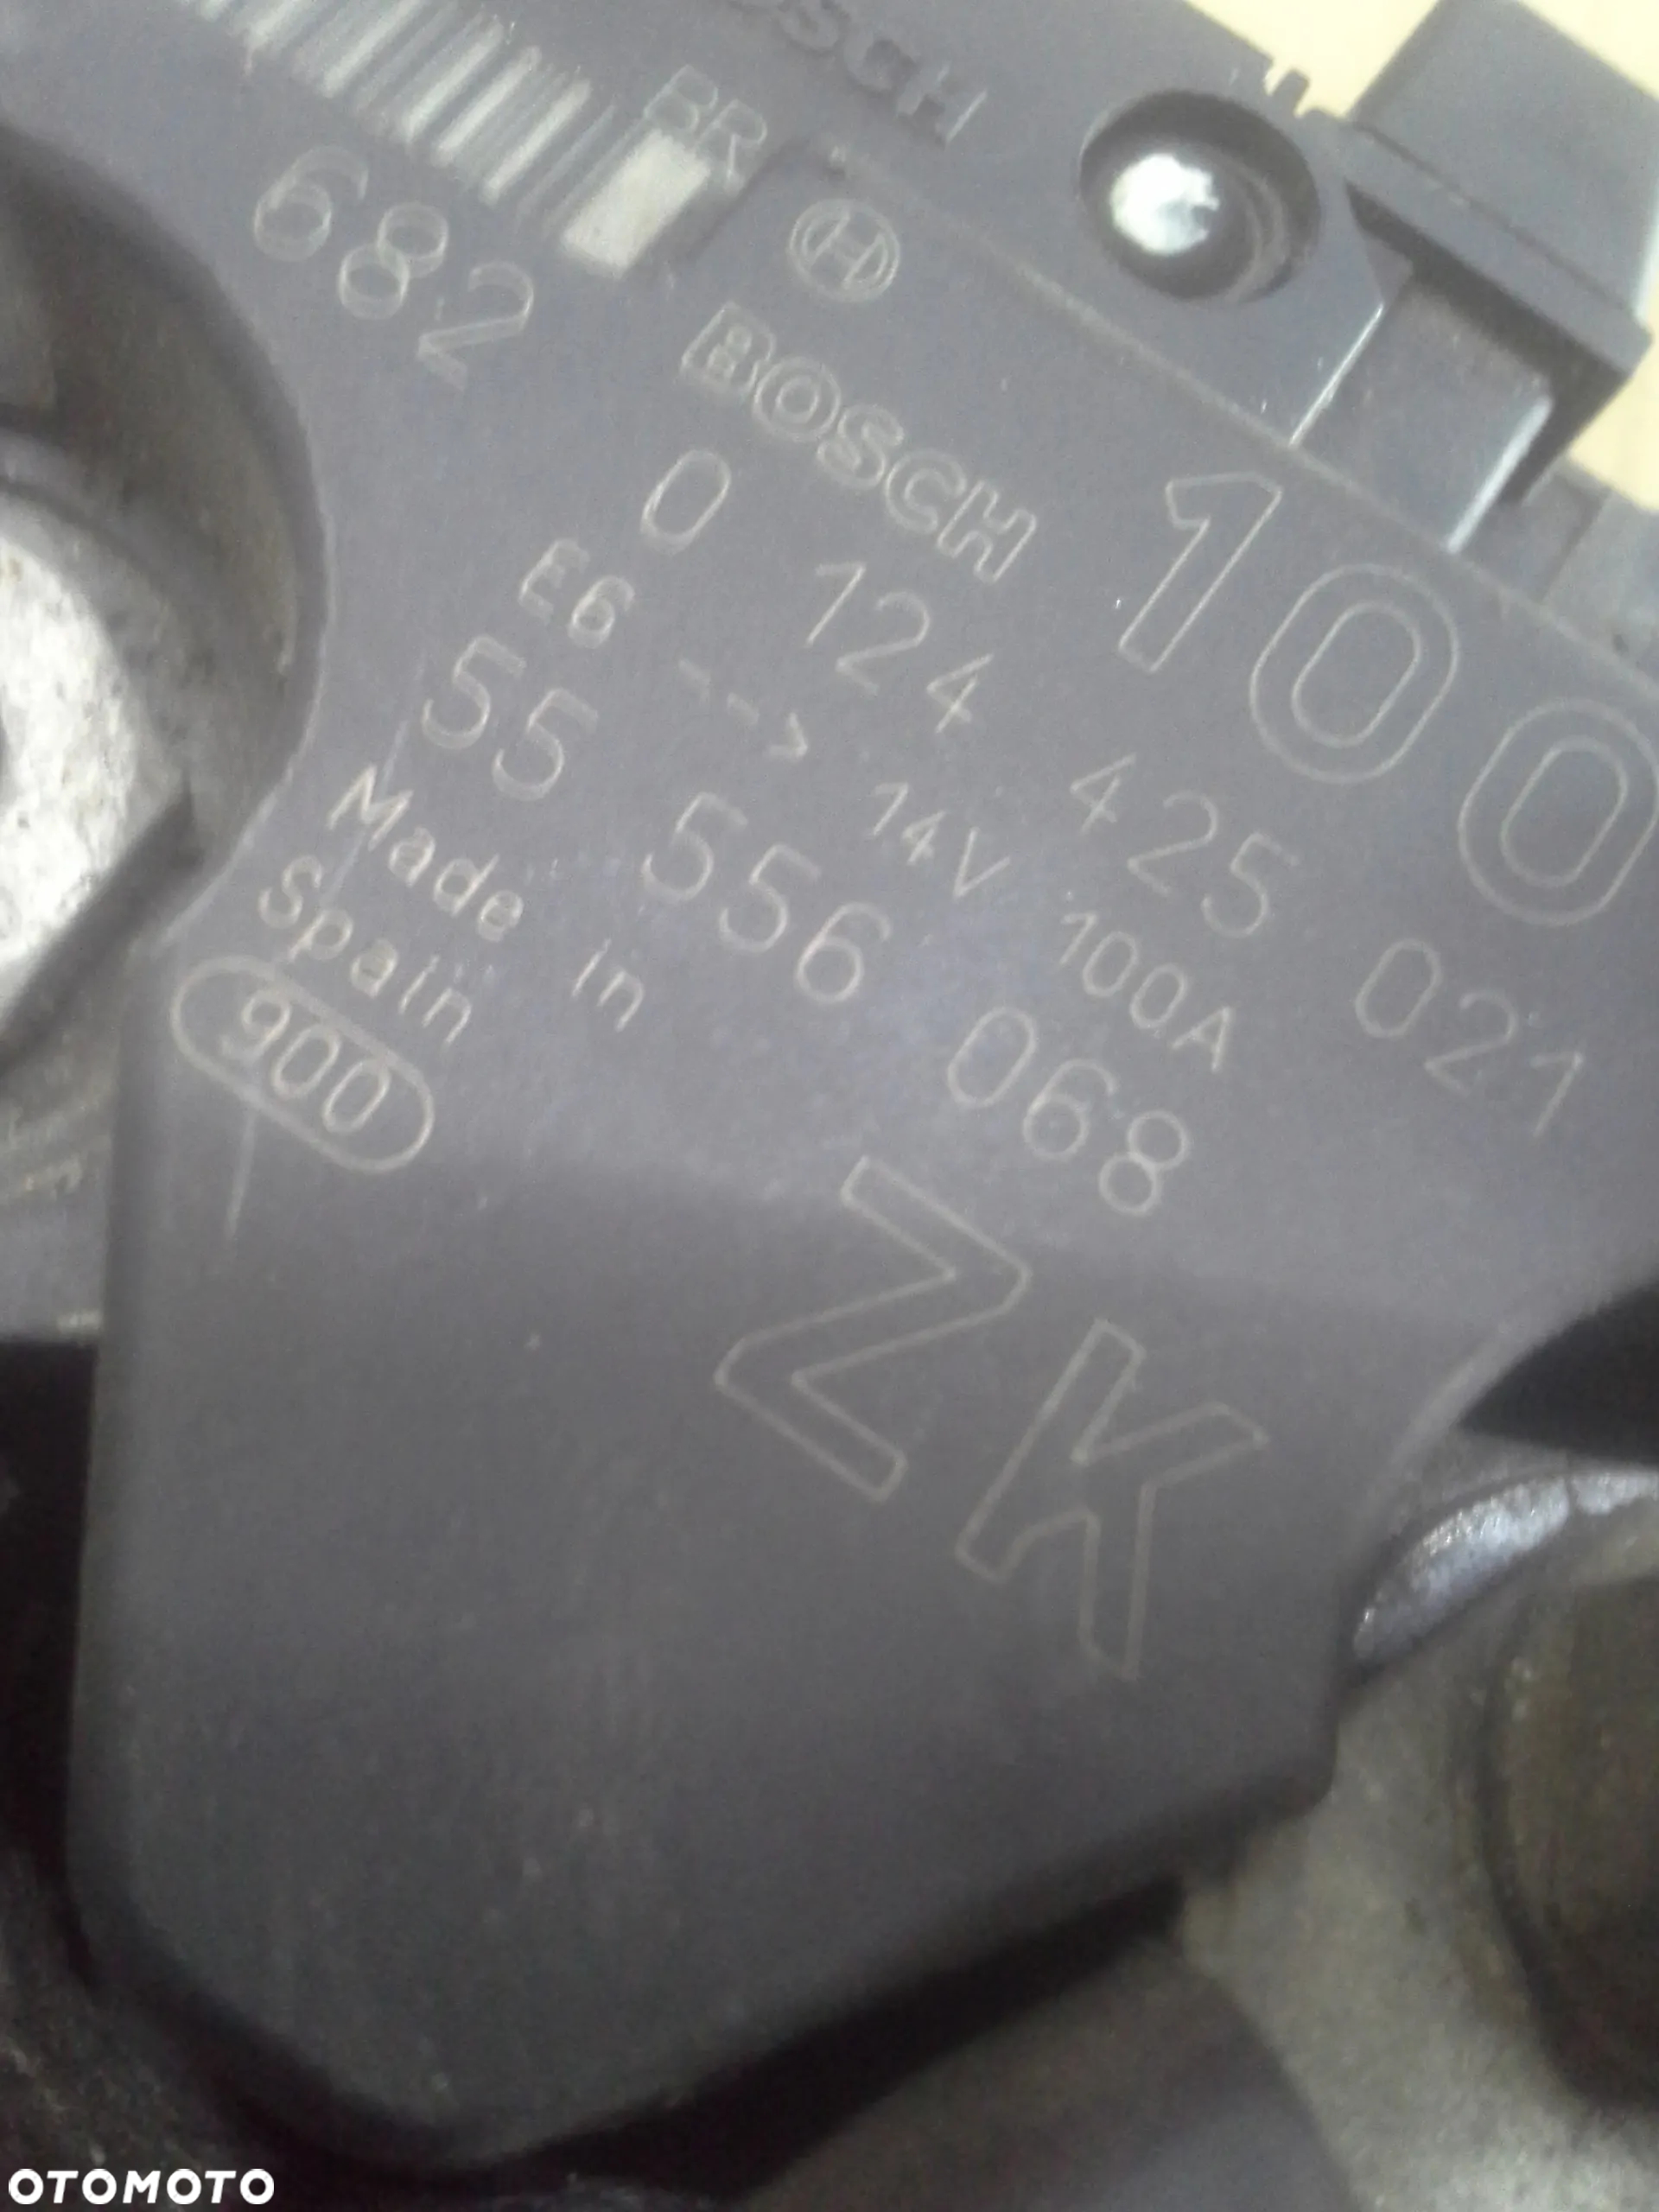 BOSCH
BR
682
BOSCH
100
0 124 425 021
E6 --> 14V 100A
55 556 068
Made in
Spain
900
ZK
OTOMOTO